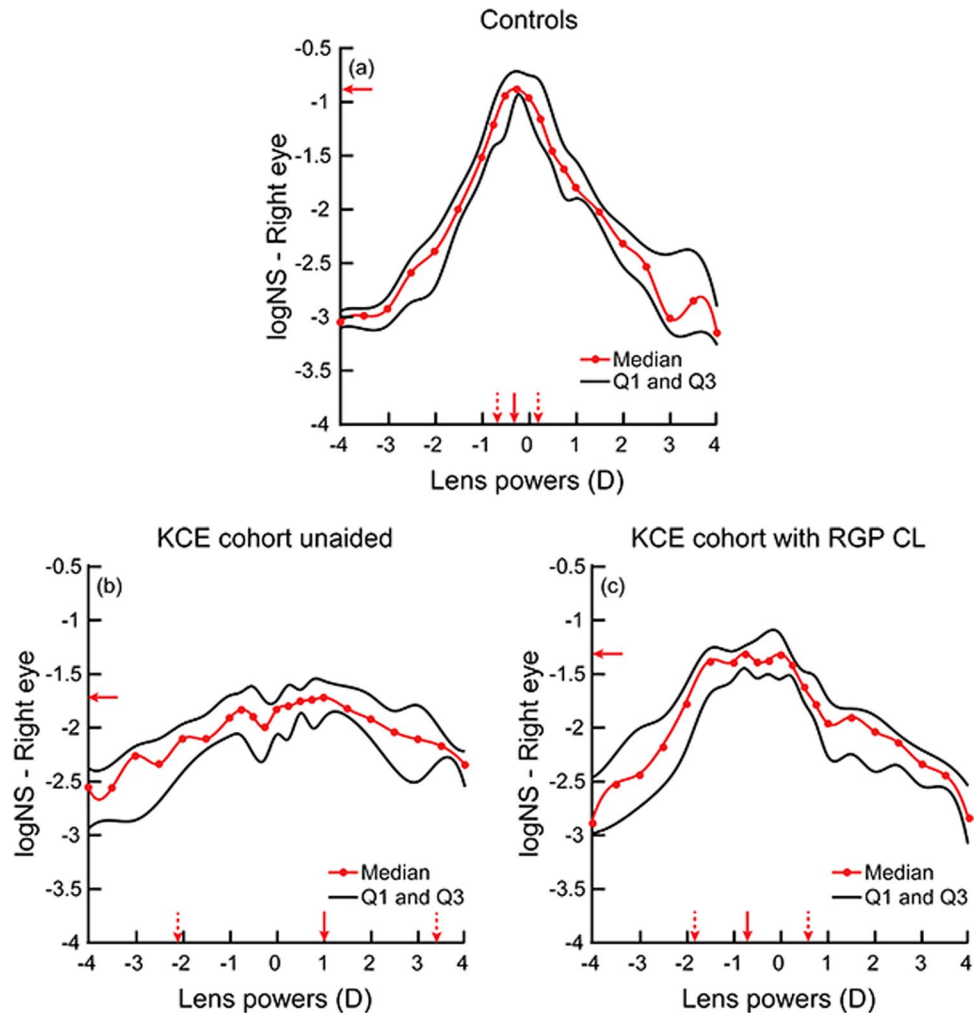 Controls
(a)
logNS - Right eye
-0.5
-1
-1.5
-2
-2.5
-3
-3.5
-4
Median
Q1 and Q3
-4 -3 -2 -1 0 1 2 3 4
Lens powers (D)
KCE cohort unaided
(b)
logNS - Right eye
-0.5
-1
-1.5
-2
-2.5
-3
-3.5
-4
Median
Q1 and Q3
-4 -3 -2 -1 0 1 2 3 4
Lens powers (D)
KCE cohort with RGP CL
(c)
logNS - Right eye
-0.5
-1
-1.5
-2
-2.5
-3
-3.5
-4
Median
Q1 and Q3
-4 -3 -2 -1 0 1 2 3 4
Lens powers (D)